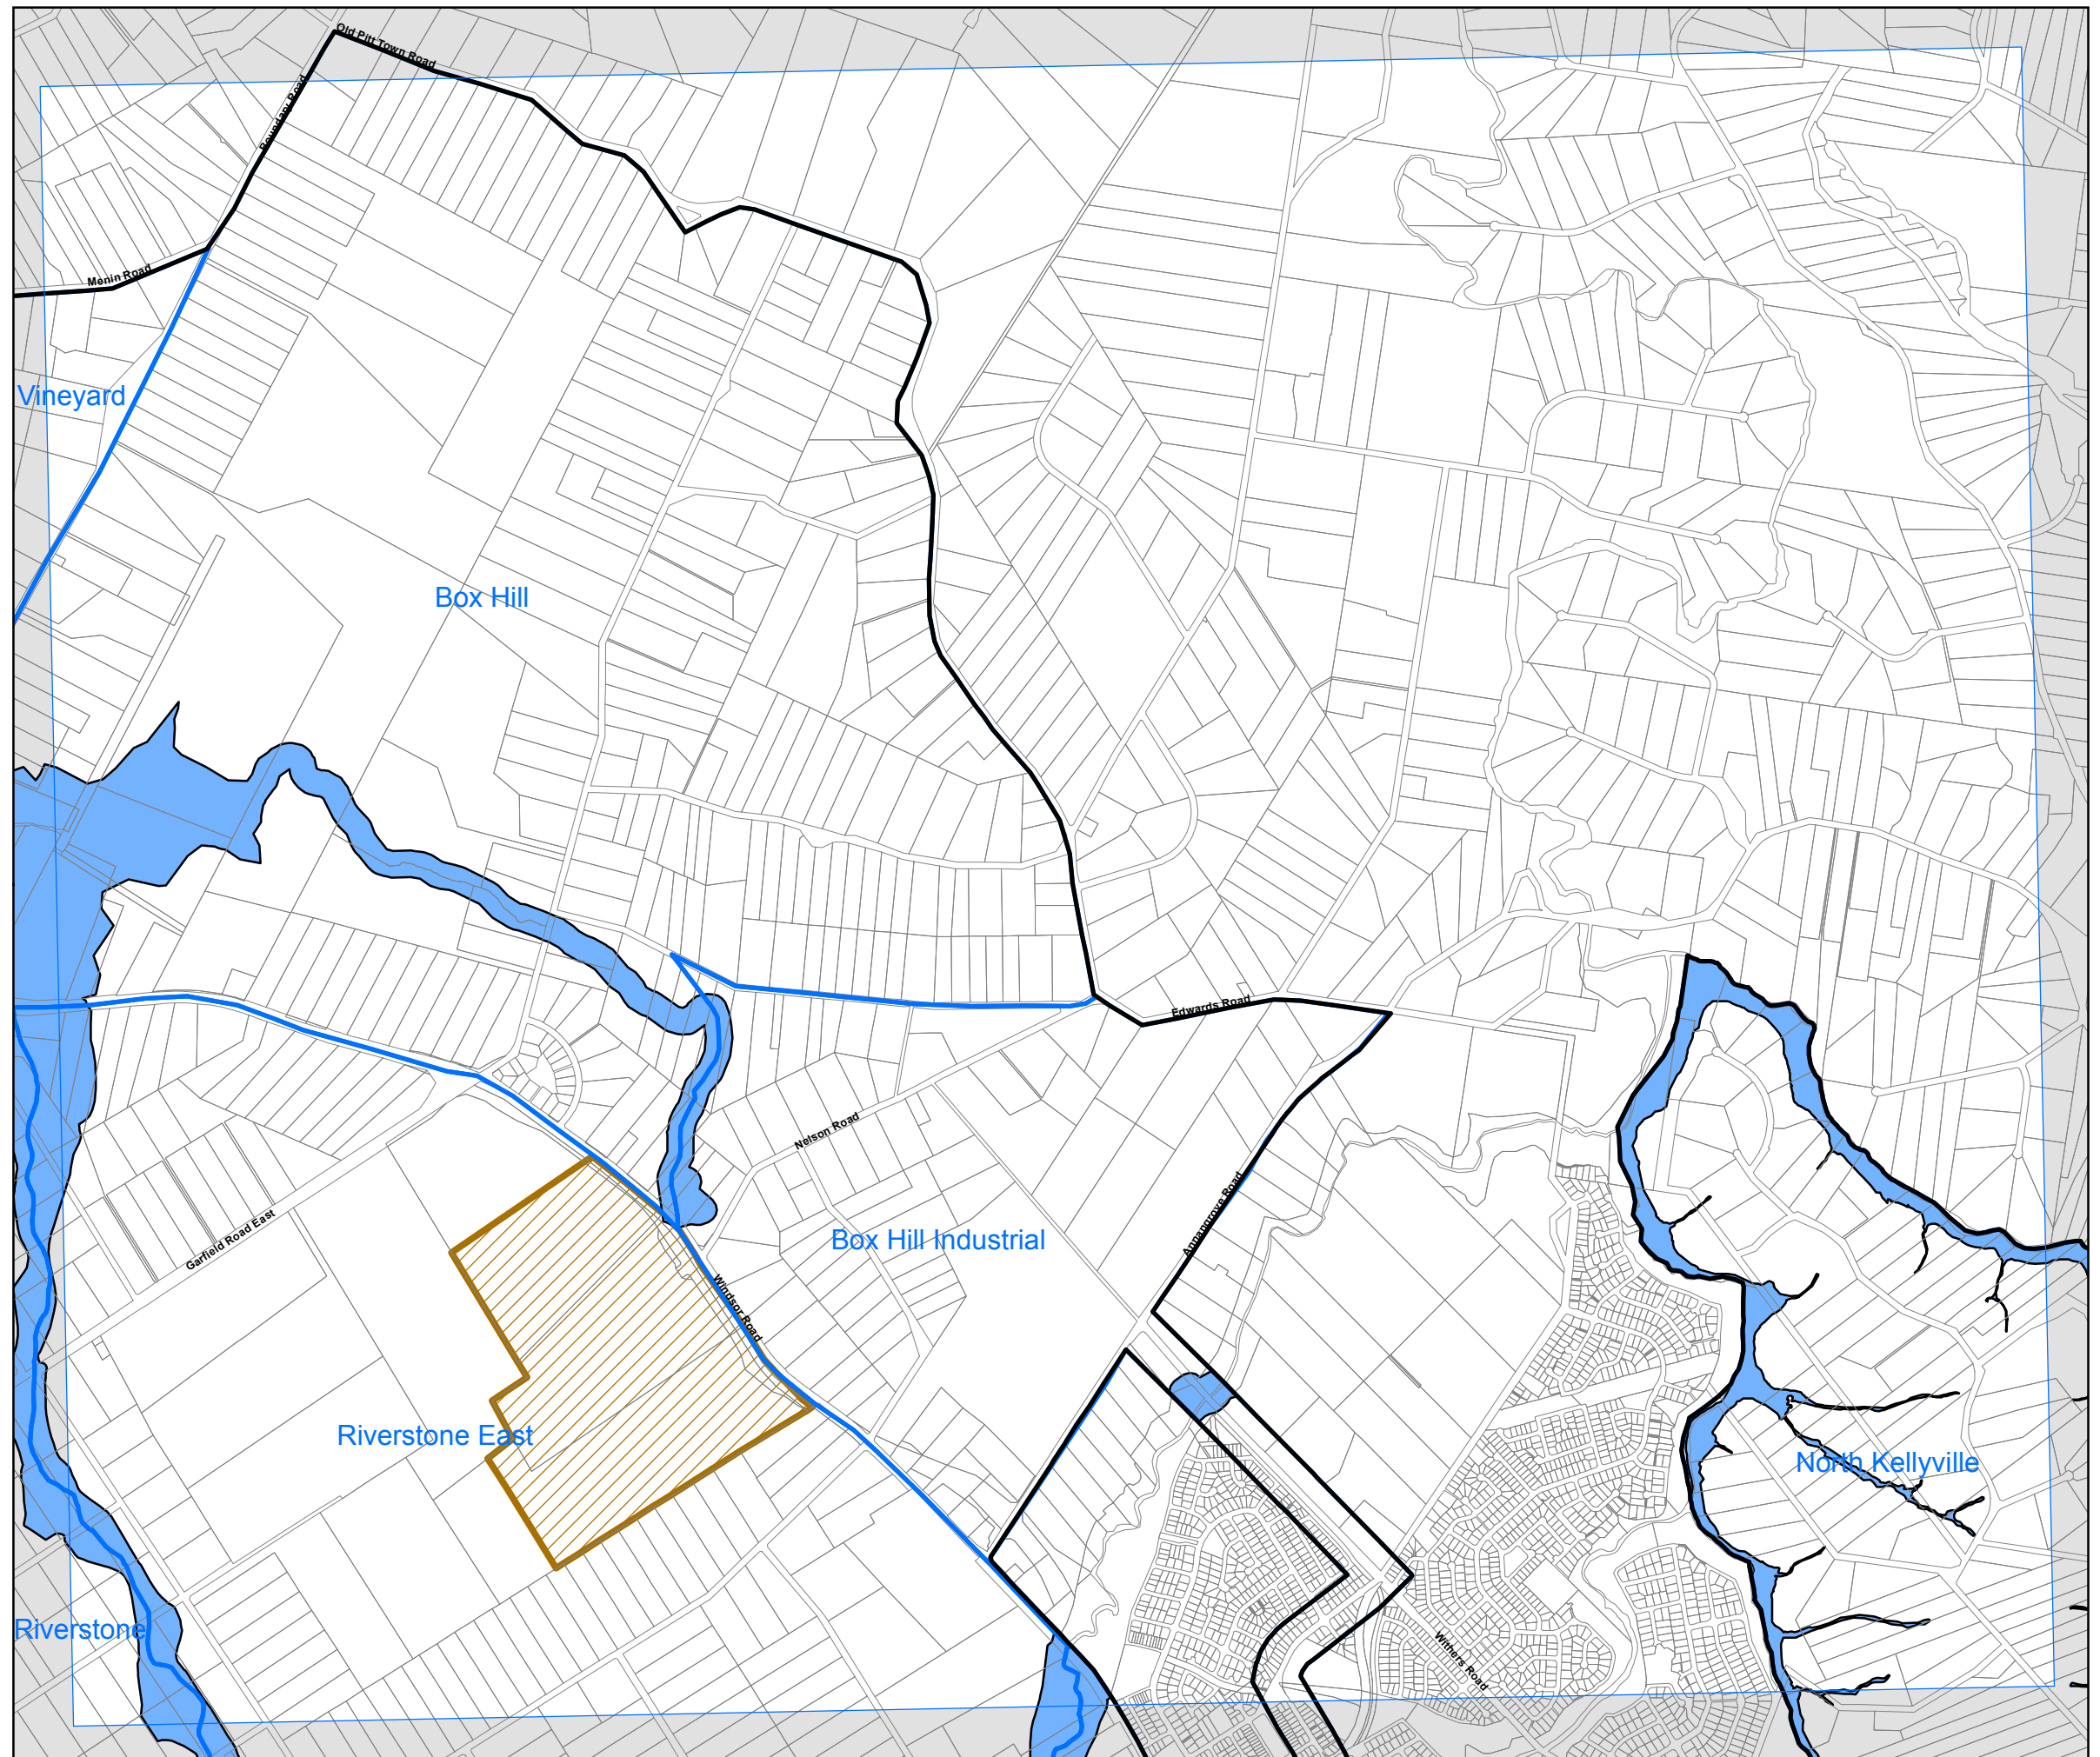 Old Pitt Town Road
Boundary Road
Menin Road
Vineyard
Box Hill
Edwards Road
Nelson Road
Annangrove Road
Garfield Road East
Box Hill Industrial
Windsor Road
Riverstone East
North Kellyville
Riverstone
Withers Road